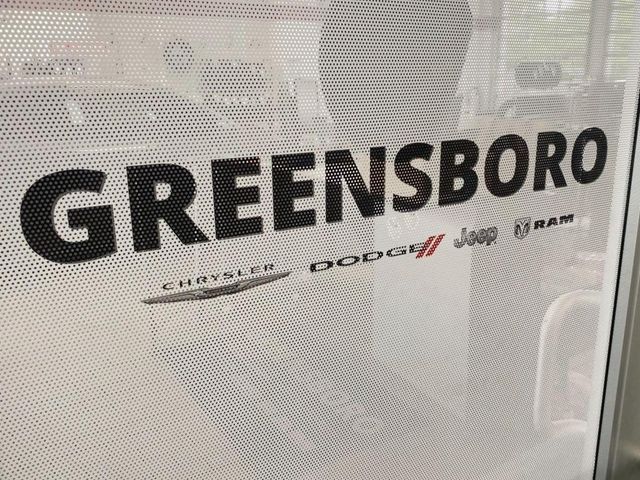 GREENSBORO
CHRYSLER DODGE Jeep RAM